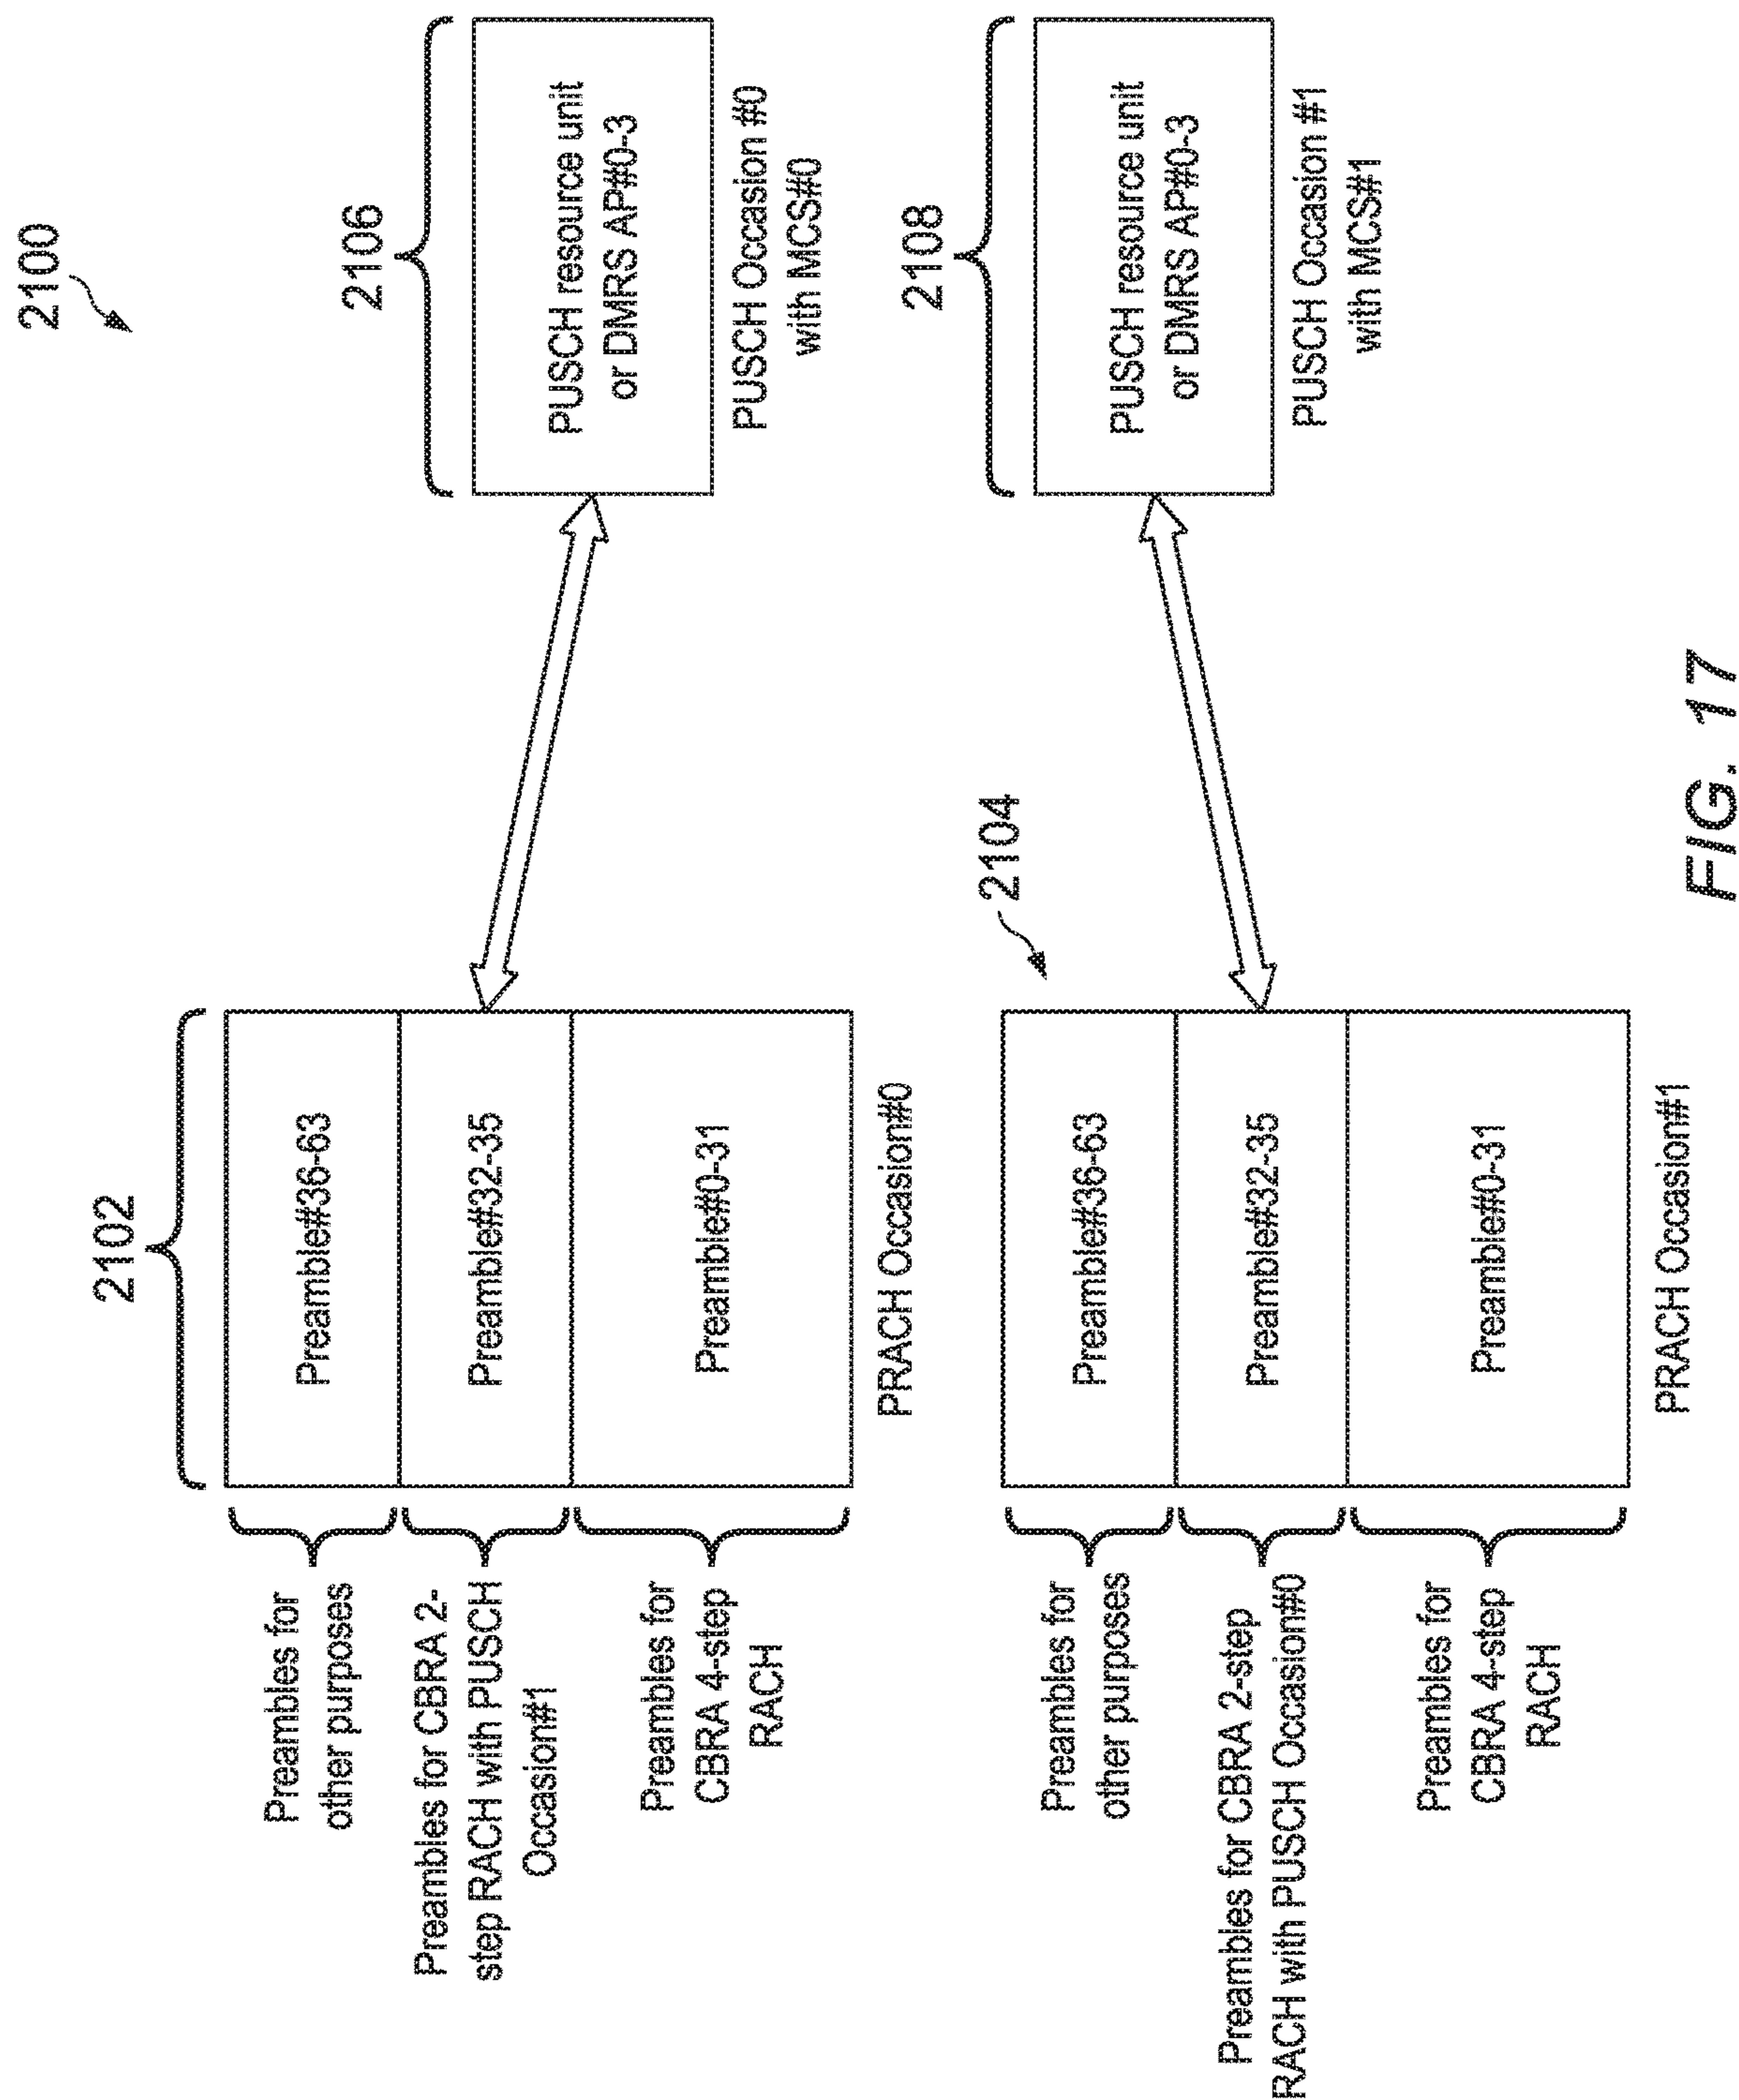 2100
2102
Preambles for
other purposes
Preamble#36-63
Preambles for CBRA 2-
step RACH with PUSCH
Occasion#1
Preamble#32-35
Preambles for
CBRA 4-step
RACH
Preamble#0-31
PRACH Occasion#0
2106
PUSCH resource unit
or DMRS AP#0-3
PUSCH Occasion #0
with MCS#0
2104
Preambles for
other purposes
Preamble#36-63
Preambles for CBRA 2-step
RACH with PUSCH Occasion#0
Preamble#32-35
Preambles for
CBRA 4-step
RACH
Preamble#0-31
PRACH Occasion#1
2108
PUSCH resource unit
or DMRS AP#0-3
PUSCH Occasion #1
with MCS#1
FIG. 17